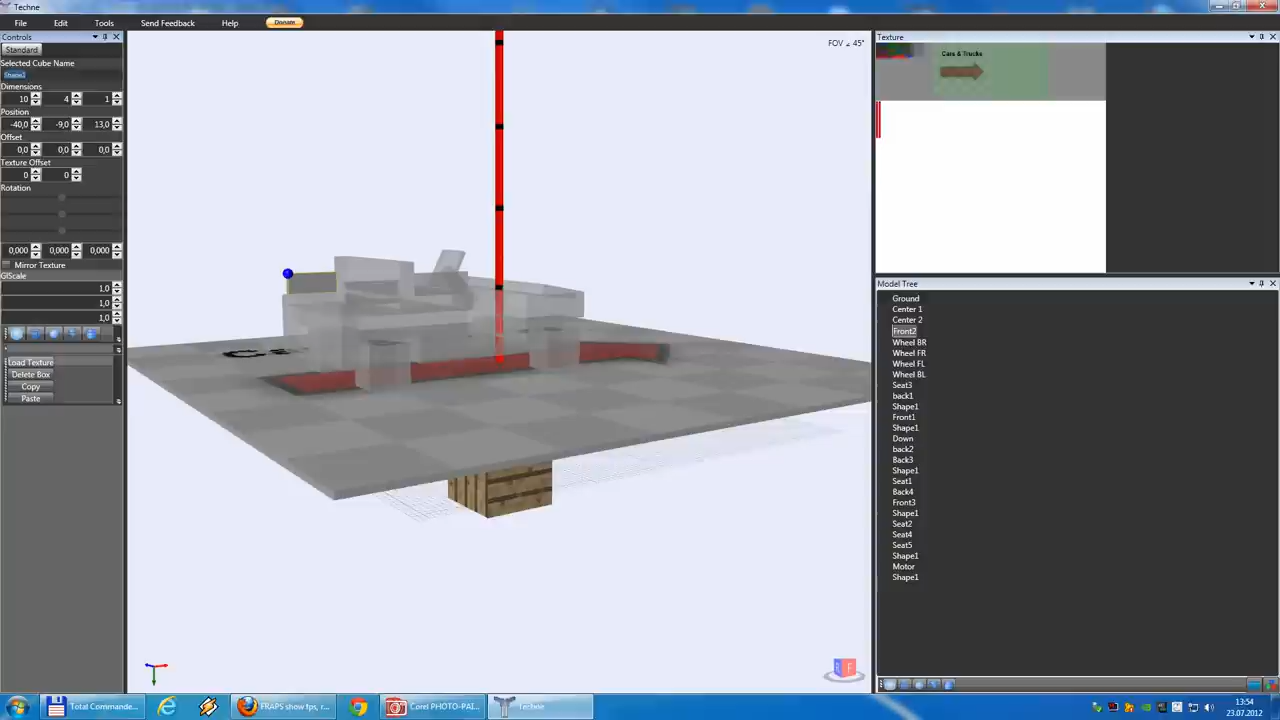 Techne
File Edit Tools Send Feedback Help Donate
Controls
Standard
Selected Cube Name
Shape1
Dimensions
10 4 1
Position
-40,0 -9,0 13,0
Offset
0,0 0,0 0,0
Texture Offset
0 0
Rotation
0,000 0,000 0,000
Mirror Texture
GlScale
1,0
1,0
1,0
Load Texture
Delete Box
Copy
Paste
FOV ∠ 45°
Texture
Cars & Trucks
Model Tree
Ground
Center 1
Center 2
Front2
Wheel BR
Wheel FR
Wheel FL
Wheel BL
Seat3
back1
Shape1
Front1
Shape1
Down
back2
Back3
Shape1
Seat1
Back4
Front3
Shape1
Seat2
Seat4
Seat5
Shape1
Motor
Shape1
F
Total Commande...
FRAPS show fps, r...
Corel PHOTO-PAI...
Techne
13:54
23.07.2012